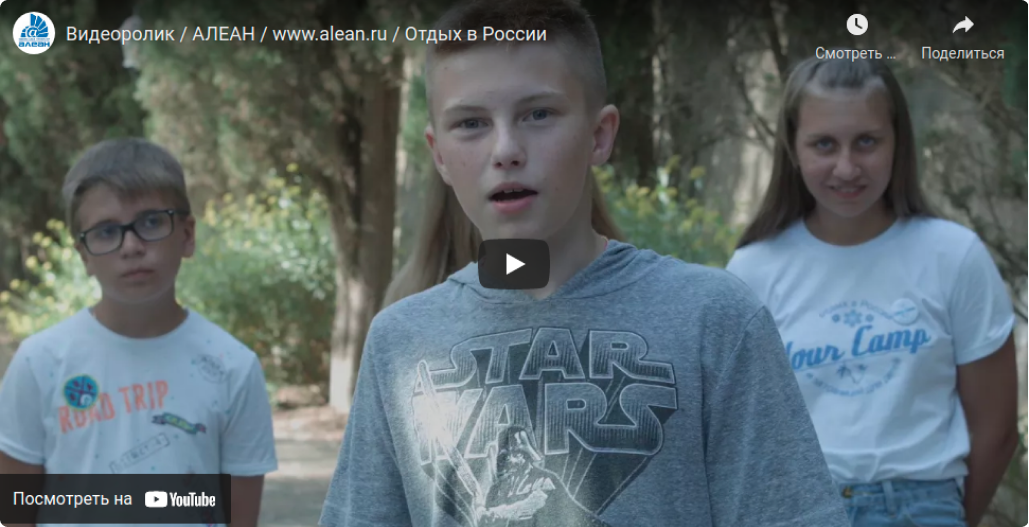 Видеоролик / АЛЕАН / www.alean.ru / Отдых в России
Смотреть ...
Поделиться
алеан
STAR
WARS
ROAD TRIP
Your Camp
Посмотреть на YouTube